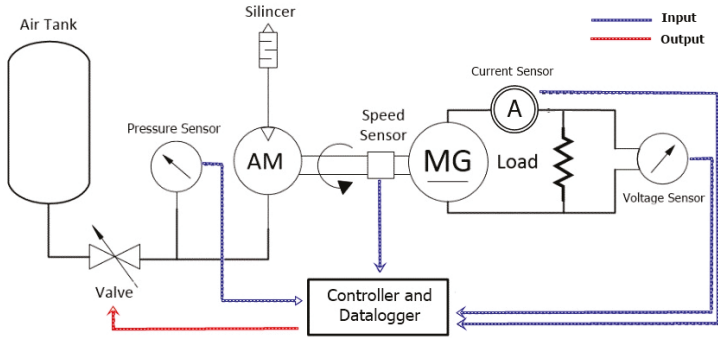 Air Tank
Silincer
Input
Output
Current Sensor
Pressure Sensor
Speed
Sensor
A
AM
MG
Load
Voltage Sensor
Valve
Controller and
Datalogger